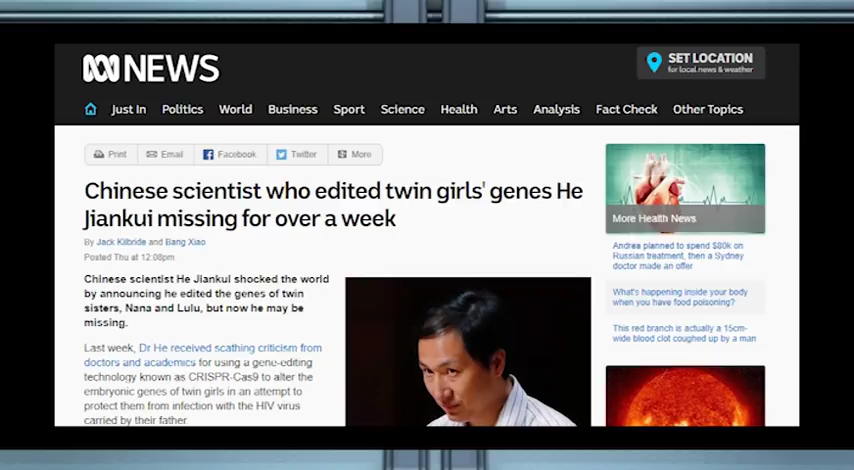 NEWS
SET LOCATION
for local news & weather
Just In Politics World Business Sport Science Health Arts Analysis Fact Check Other Topics
Print Email Facebook Twitter More
Chinese scientist who edited twin girls' genes He
Jiankui missing for over a week
By Jack Kilbride and Bang Xiao
Posted Thu at 12:08pm
Chinese scientist He Jiankui shocked the world
by announcing he edited the genes of twin
sisters, Nana and Lulu, but now he may be
missing.
Last week, Dr He received scathing criticism from
doctors and academics for using a gene-editing
technology known as CRISPR-Cas9 to alter the
embryonic genes of twin girls in an attempt to
protect them from infection with the HIV virus
carried by their father.
More Health News
Andrea planned to spend $80k on
Russian treatment, then a Sydney
doctor made an offer
What's happening inside your body
when you have food poisoning?
This red branch is actually a 15cm-
wide blood clot coughed up by a man